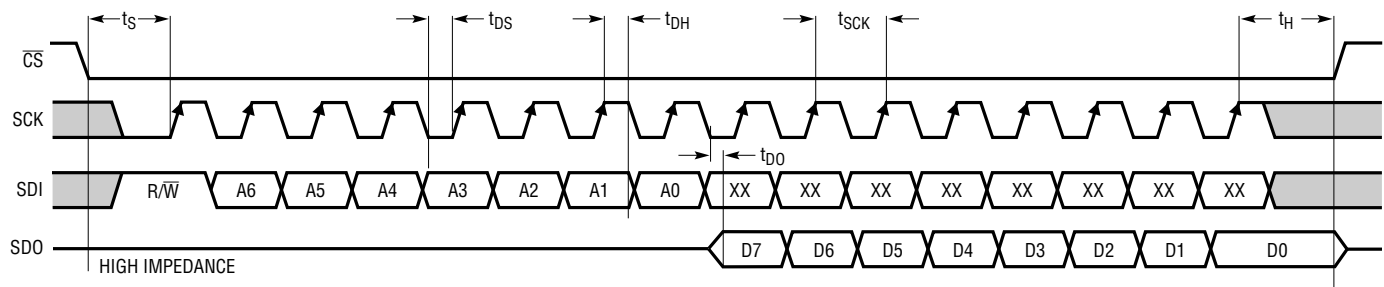 tS tDS tDH tSCK tH
CS
SCK
tDO
SDI R/W A6 A5 A4 A3 A2 A1 A0 XX XX XX XX XX XX XX XX
SDO D7 D6 D5 D4 D3 D2 D1 D0
HIGH IMPEDANCE